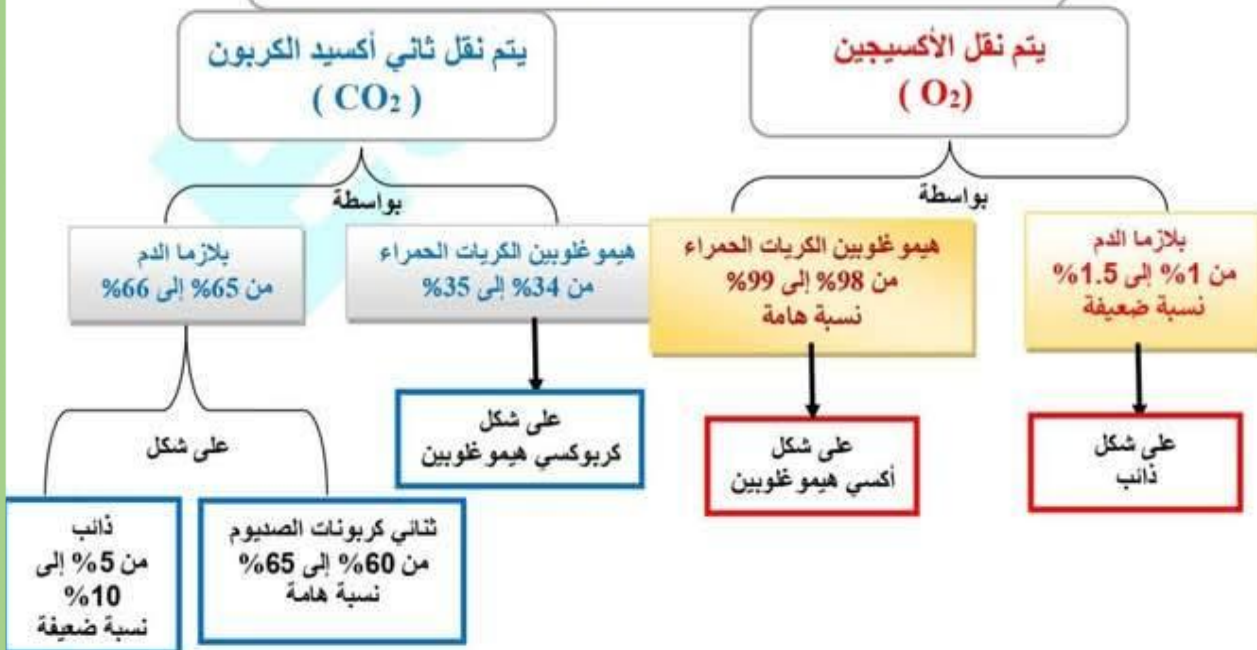 يتم نقل الأكسيجين
( O₂)
يتم نقل ثاني أكسيد الكربون
( CO₂ )
بواسطة
بواسطة
بلازما الدم
من 1% إلى 1.5%
نسبة ضعيفة
هيموغلوبين الكريات الحمراء
من 98% إلى 99%
نسبة هامة
هيموغلوبين الكريات الحمراء
من 34% إلى 35%
بلازما الدم
من 65% إلى 66%
على شكل
ذائب
على شكل
أكسي هيموغلوبين
على شكل
كربوكسي هيموغلوبين
على شكل
ثنائي كربونات الصديوم
من 60% إلى 65%
نسبة هامة
ذائب
من 5% إلى
10%
نسبة ضعيفة